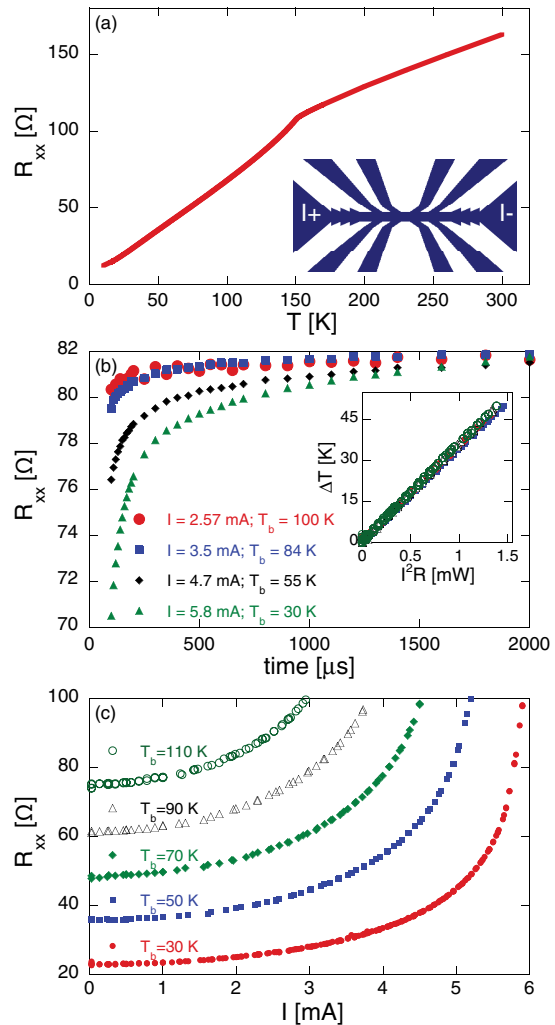 (a)
150
100
50
0
R_xx [Ω]
I+ I-
0 50 100 150 200 250 300
T [K]
(b)
82
80
78
76
74
72
70
R_xx [Ω]
I = 2.57 mA; T_b = 100 K
I = 3.5 mA; T_b = 84 K
I = 4.7 mA; T_b = 55 K
I = 5.8 mA; T_b = 30 K
45
30
15
0
ΔT [K]
0 0.5 1 1.5
I²R [mW]
0 500 1000 1500 2000
time [μs]
(c)
100
80
60
40
20
R_xx [Ω]
T_b=110 K
T_b=90 K
T_b=70 K
T_b=50 K
T_b=30 K
0 1 2 3 4 5 6
I [mA]